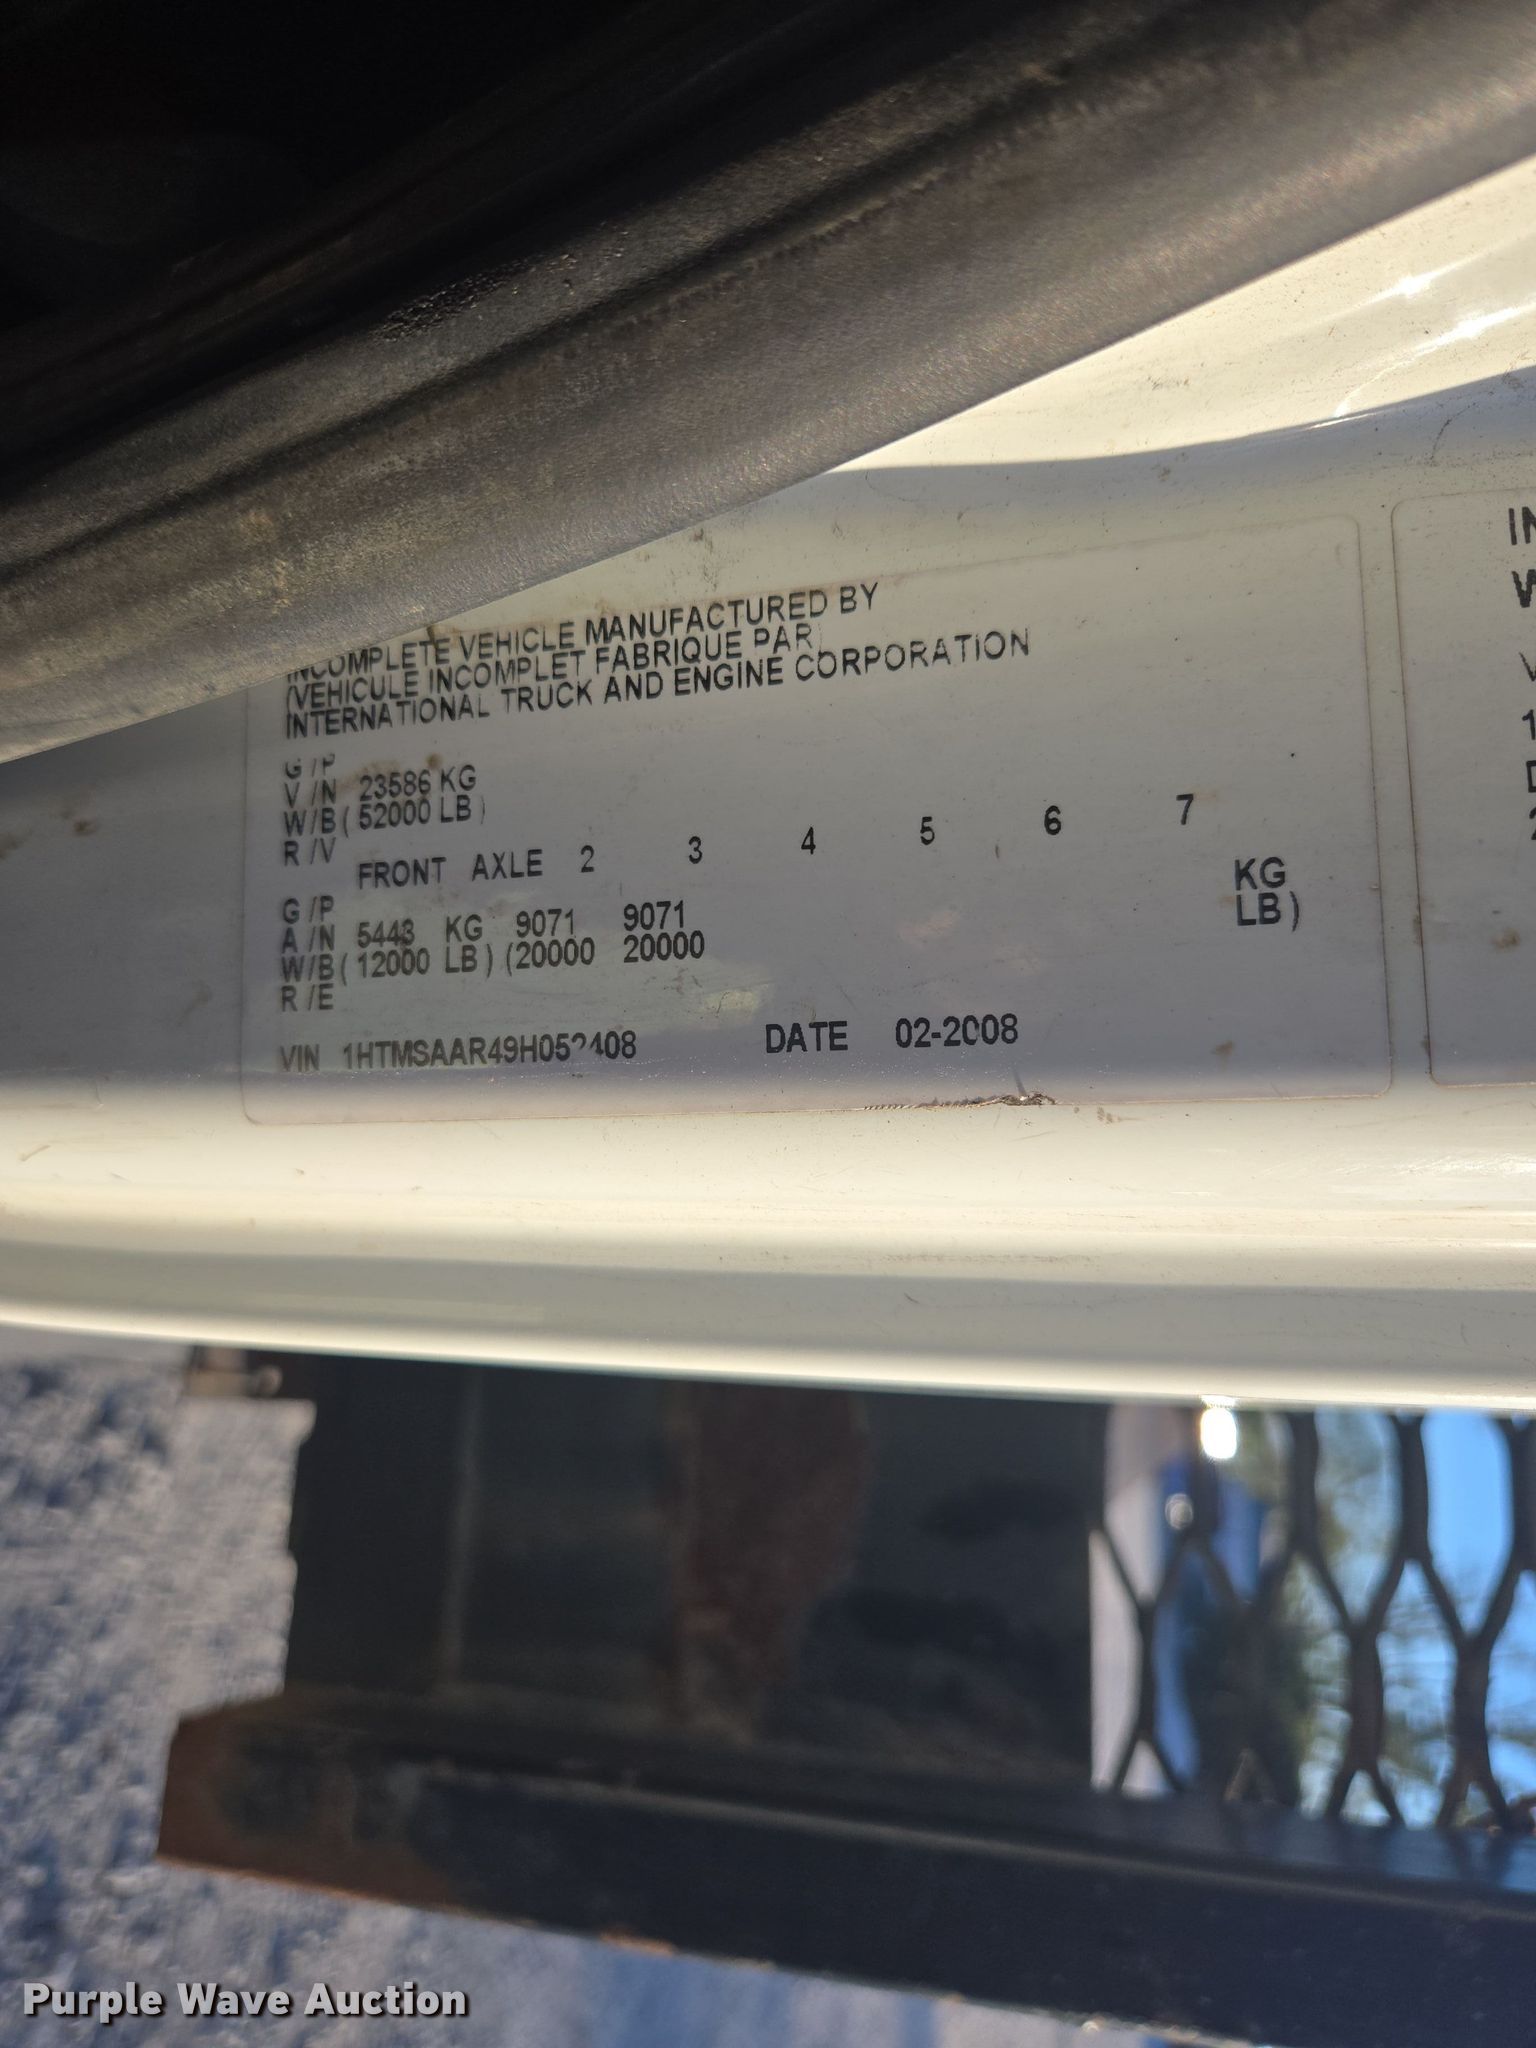 INCOMPLETE VEHICLE MANUFACTURED BY
(VEHICULE INCOMPLET FABRIQUE PAR)
INTERNATIONAL TRUCK AND ENGINE CORPORATION
G /P
V /N 23586 KG
W/B ( 52000 LB )
R /V
FRONT AXLE 2 3 4 5 6 7
G /P
A /N 5443 KG 9071 9071 KG
W/B ( 12000 LB ) (20000 20000 LB )
R /E
VIN DATE 02-2008
Purple Wave Auction